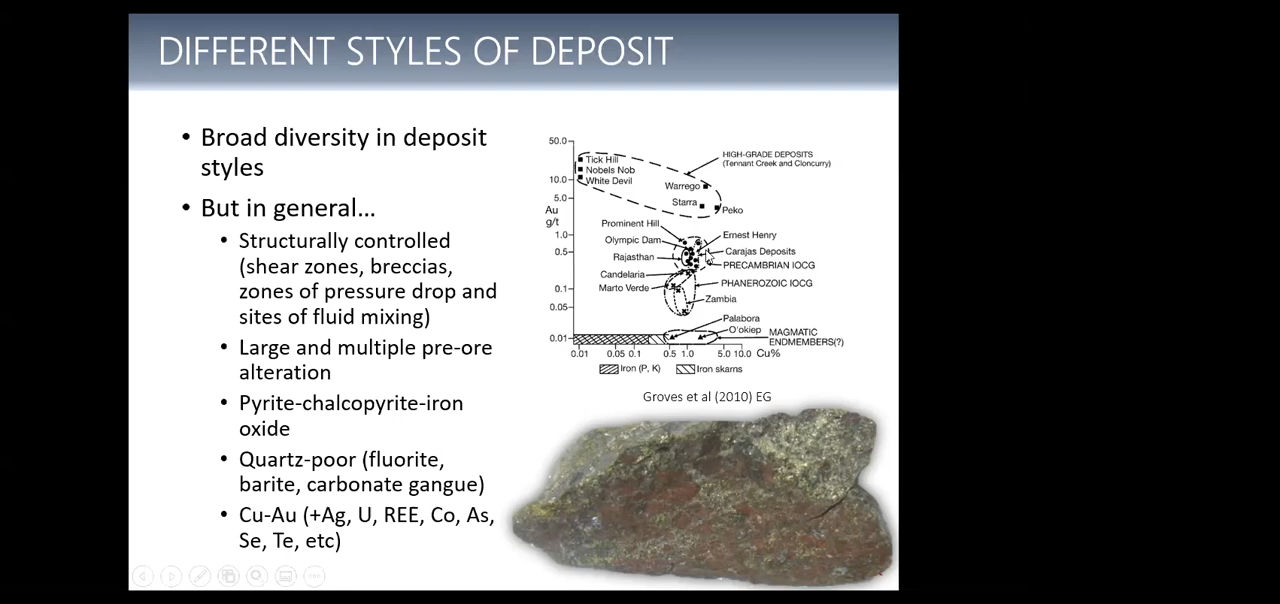 DIFFERENT STYLES OF DEPOSIT
• Broad diversity in deposit
styles
• But in general...
• Structurally controlled
(shear zones, breccias,
zones of pressure drop and
sites of fluid mixing)
• Large and multiple pre-ore
alteration
• Pyrite-chalcopyrite-iron
oxide
• Quartz-poor (fluorite,
barite, carbonate gangue)
• Cu-Au (+Ag, U, REE, Co, As,
Se, Te, etc)
50.0
10.0
5.0
Au
g/t
1.0
0.5
0.1
0.05
0.01
Tick Hill
Nobels Nob
White Devil
HIGH-GRADE DEPOSITS
(Tennant Creek and Cloncurry)
Warrego
Starra
Peko
Prominent Hill
Olympic Dam
Rajasthan
Candelaria
Marto Verde
Ernest Henry
Carajas Deposits
PRECAMBRIAN IOCG
PHANEROZOIC IOCG
Zambia
Palabora
O'okiep
MAGMATIC
ENDMEMBERS(?)
0.01 0.05 0.1 0.5 1.0 5.0 10.0 Cu%
Iron (P, K) Iron skarns
Groves et al (2010) EG